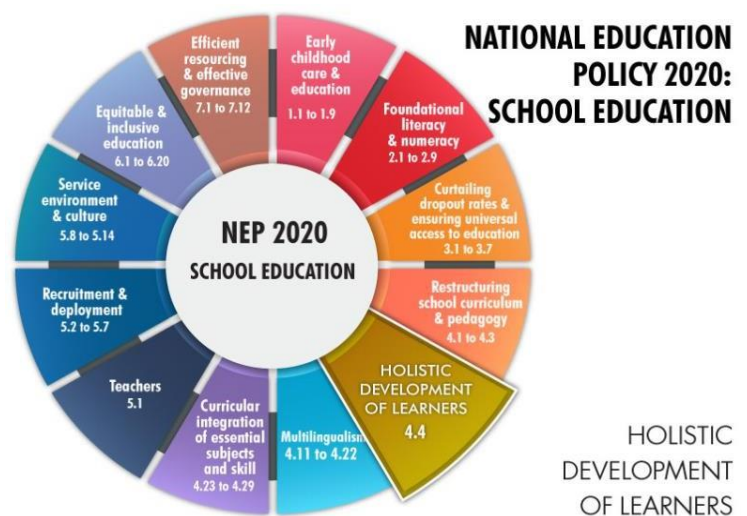 NATIONAL EDUCATION
POLICY 2020:
SCHOOL EDUCATION
NEP 2020
SCHOOL EDUCATION
Early
childhood
care &
education
1.1 to 1.9
Foundational
literacy
& numeracy
2.1 to 2.9
Curtailing
dropout rates &
ensuring universal
access to education
3.1 to 3.7
Restructuring
school curriculum
& pedagogy
4.1 to 4.3
HOLISTIC
DEVELOPMENT
OF LEARNERS
4.4
Multilingualism
4.11 to 4.22
Curricular
integration
of essential
subjects
and skill
4.23 to 4.29
Teachers
5.1
Recruitment &
deployment
5.2 to 5.7
Service
environment
& culture
5.8 to 5.14
Equitable &
inclusive
education
6.1 to 6.20
Efficient
resourcing
& effective
governance
7.1 to 7.12
HOLISTIC
DEVELOPMENT
OF LEARNERS